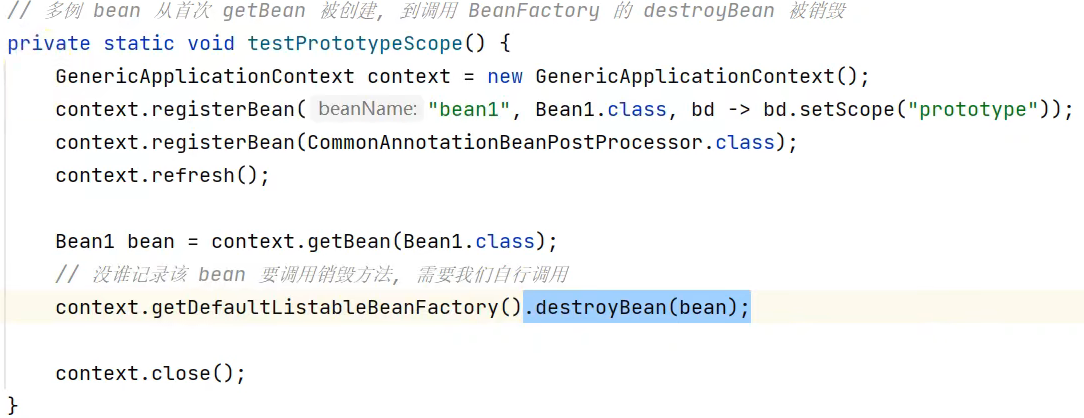 // 多例 bean 从首次 getBean 被创建, 到调用 BeanFactory 的 destroyBean 被销毁
private static void testPrototypeScope() {
    GenericApplicationContext context = new GenericApplicationContext();
    context.registerBean( beanName: "bean1", Bean1.class, bd -> bd.setScope("prototype"));
    context.registerBean(CommonAnnotationBeanPostProcessor.class);
    context.refresh();
    Bean1 bean = context.getBean(Bean1.class);
    // 没谁记录该 bean 要调用销毁方法, 需要我们自行调用
    context.getDefaultListableBeanFactory().destroyBean(bean);
    context.close();
}